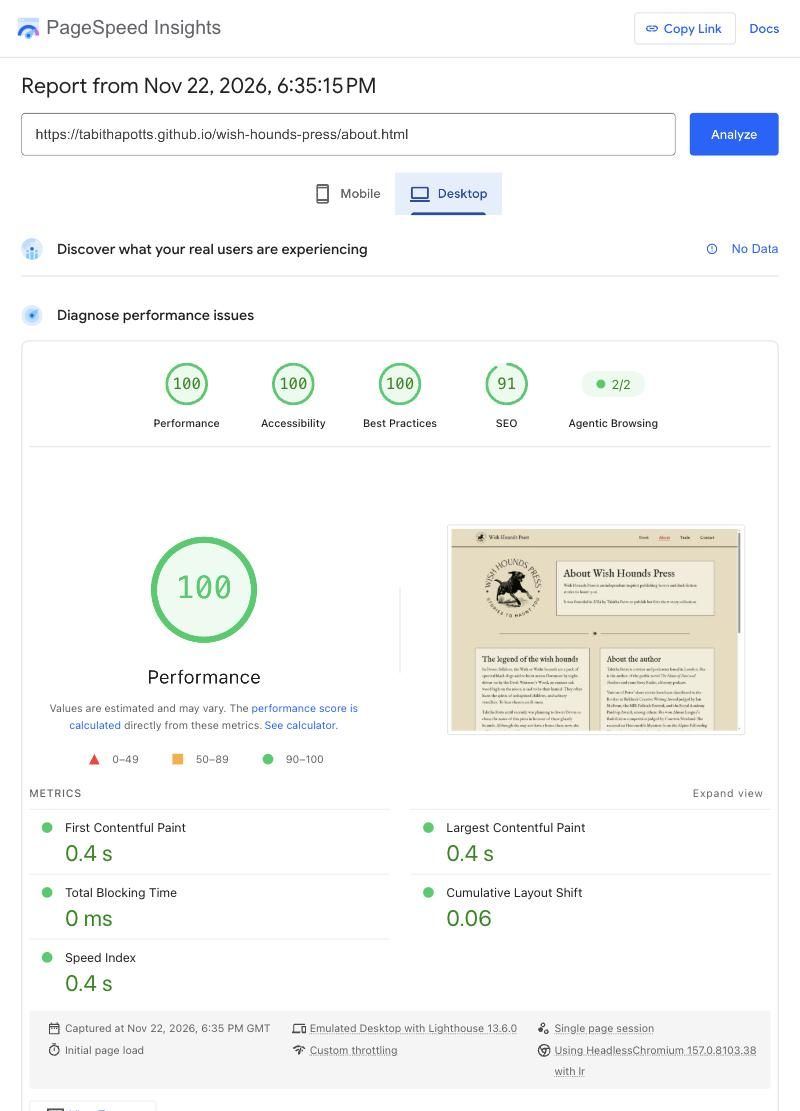 PageSpeed Insights
Copy Link
Docs
Report from Nov 22, 2026, 6:35:15 PM
https://tabithapotts.github.io/wish-hounds-press/about.html
Analyze
Mobile
Desktop
Discover what your real users are experiencing
No Data
Diagnose performance issues
100
100
100
91
2/2
Performance
Accessibility
Best Practices
SEO
Agentic Browsing
100
Performance
Values are estimated and may vary. The performance score is
calculated directly from these metrics. See calculator.
0–49
50–89
90–100
Wish Hounds Press
About
Contact
WISH HOUNDS PRESS
STORIES TO HAUNT YOU
About Wish Hounds Press
The legend of the wish hounds
About the author
METRICS
Expand view
First Contentful Paint
0.4 s
Largest Contentful Paint
0.4 s
Total Blocking Time
0 ms
Cumulative Layout Shift
0.06
Speed Index
0.4 s
Captured at Nov 22, 2026, 6:35 PM GMT
Emulated Desktop with Lighthouse 13.6.0
Single page session
Initial page load
Custom throttling
Using HeadlessChromium 157.0.8103.38
with lr